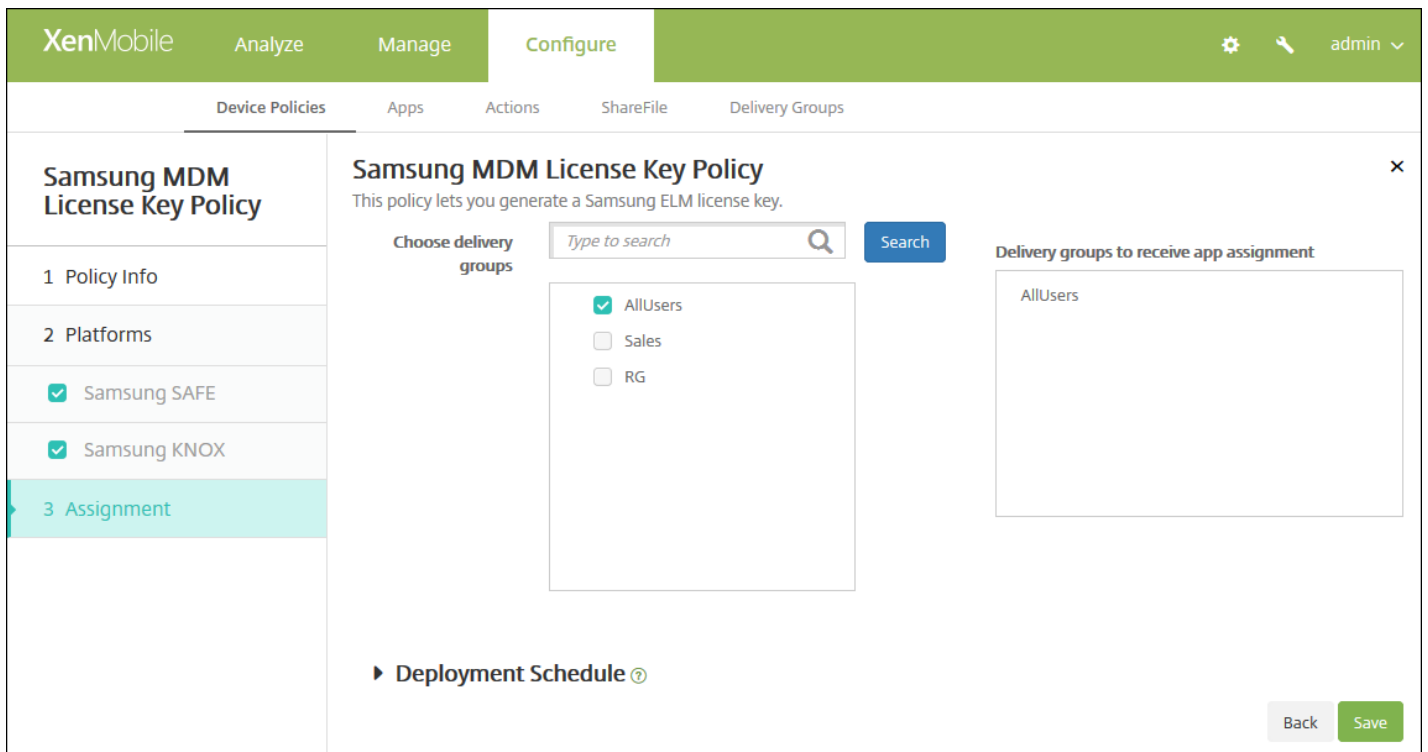 XenMobile Analyze Manage Configure admin
Device Policies Apps Actions ShareFile Delivery Groups
Samsung MDM
License Key Policy
1 Policy Info
2 Platforms
Samsung SAFE
Samsung KNOX
3 Assignment
Samsung MDM License Key Policy
This policy lets you generate a Samsung ELM license key.
Choose delivery
groups
Type to search
Search
AllUsers
Sales
RG
Delivery groups to receive app assignment
AllUsers
Deployment Schedule ?
Back Save